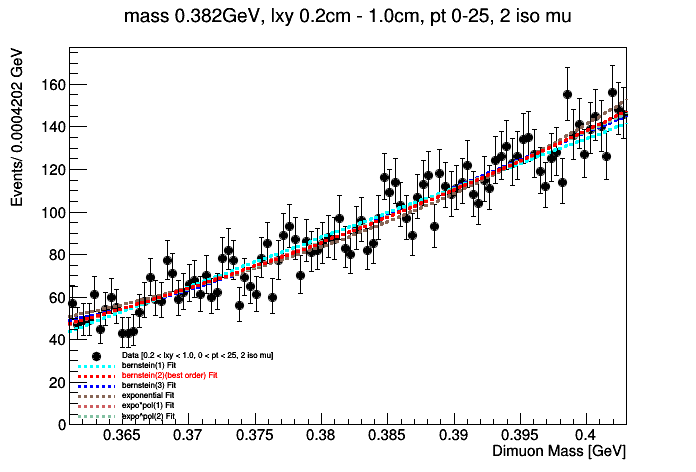 mass 0.382GeV, lxy 0.2cm - 1.0cm, pt 0-25, 2 iso mu
Events/ 0.0004202 GeV
160
140
120
100
80
60
40
20
0
Data [0.2 < lxy < 1.0, 0 < pt < 25, 2 iso mu]
bernstein(1) Fit
bernstein(2)(best order) Fit
bernstein(3) Fit
exponential Fit
expo*pol(1) Fit
expo*pol(2) Fit
0.365 0.37 0.375 0.38 0.385 0.39 0.395 0.4
Dimuon Mass [GeV]